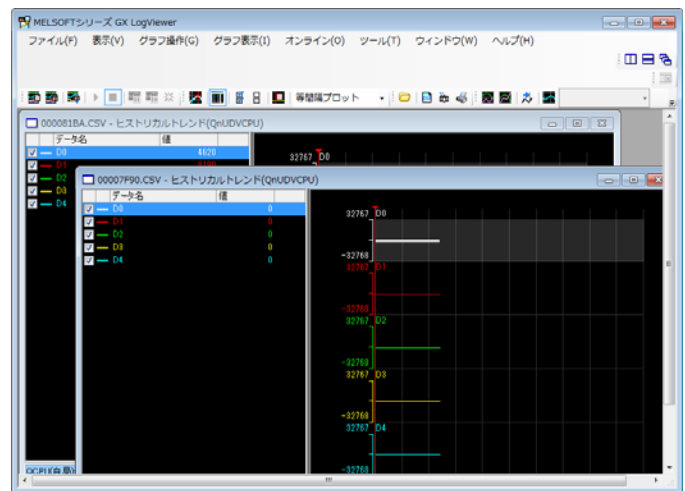 MELSOFTシリーズ GX LogViewer
ファイル(F) 表示(V) グラフ操作(G) グラフ表示(I) オンライン(O) ツール(T) ウィンドウ(W) ヘルプ(H)
等間隔プロット
000081BA.CSV - ヒストリカルトレンド(QnUDVCPU)
データ名 値
D0 4620
D1
D2
D3
D4
32767 D0
00007F90.CSV - ヒストリカルトレンド(QnUDVCPU)
データ名 値
D0 0
D1 0
D2 0
D3 0
D4 0
32767 D0
-32768
32767 D1
-32768
32767 D2
-32768
32767 D3
-32768
32767 D4
-32768